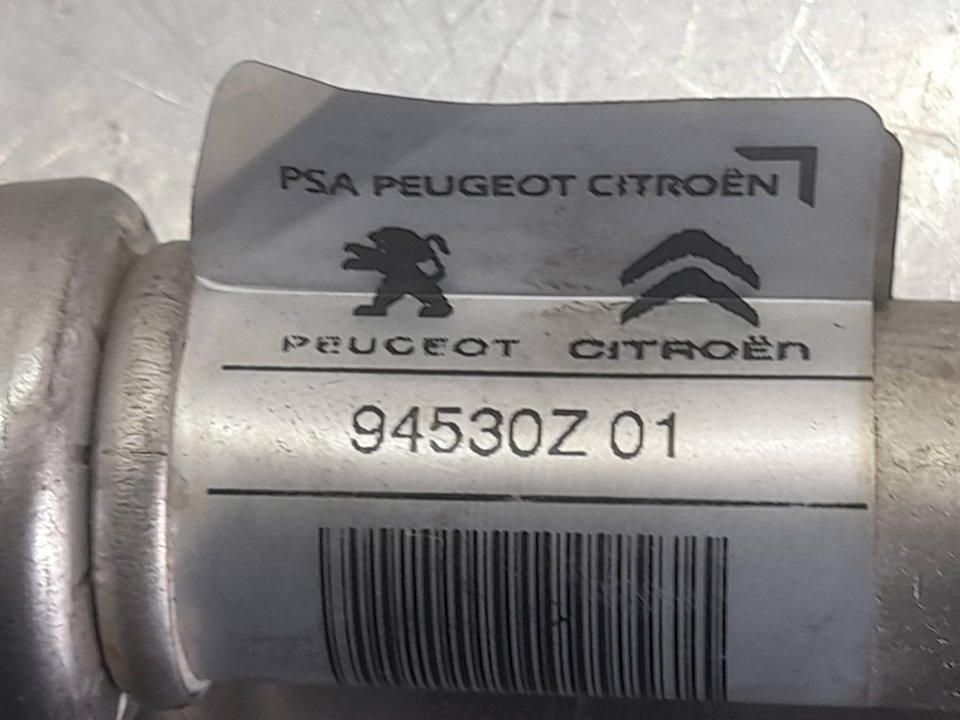 PSA PEUGEOT CITROËN
PEUGEOT CITROËN
94530Z 01